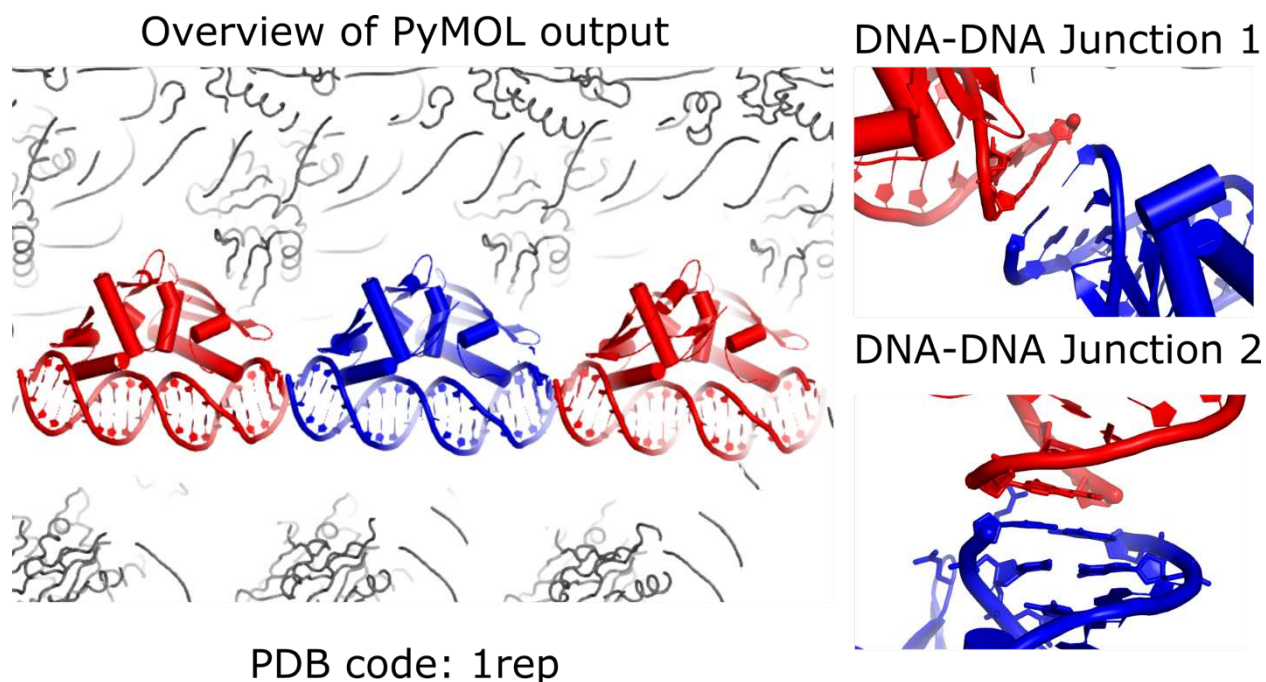 Overview of PyMOL output
DNA-DNA Junction 1
DNA-DNA Junction 2
PDB code: 1rep